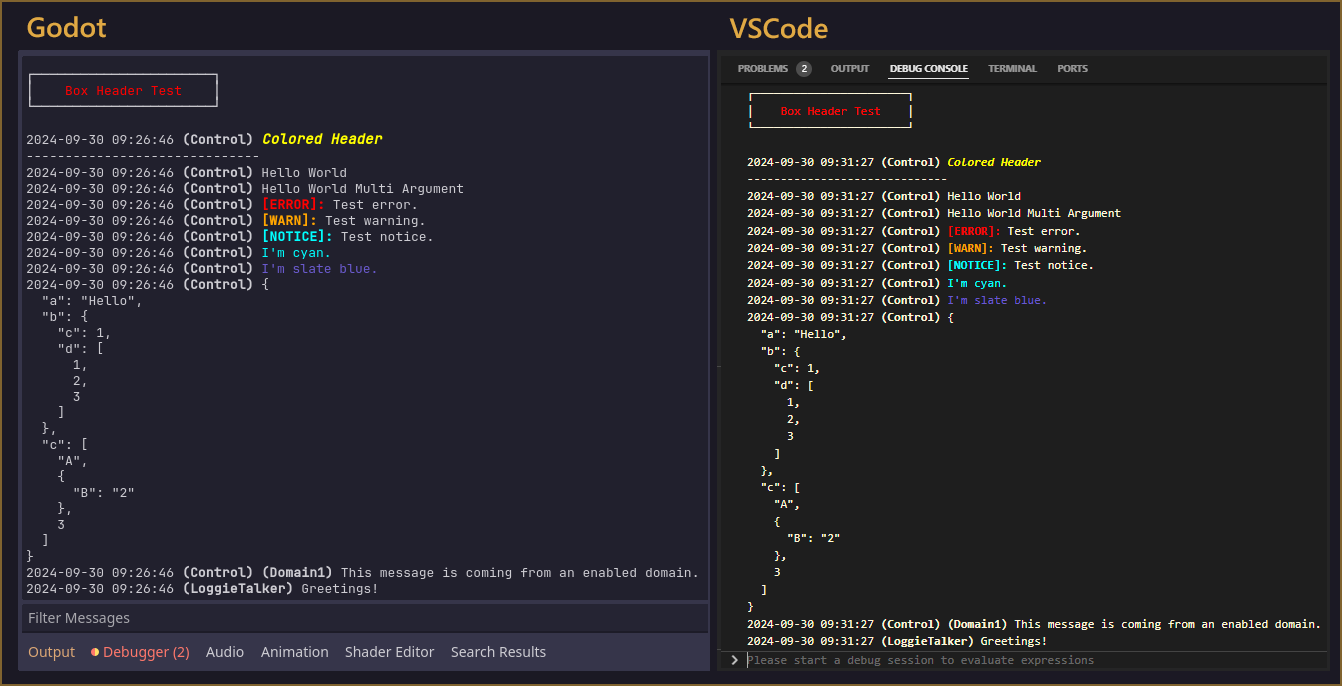 Godot
Box Header Test
2024-09-30 09:26:46 (Control) Colored Header
------------------------------
2024-09-30 09:26:46 (Control) Hello World
2024-09-30 09:26:46 (Control) Hello World Multi Argument
2024-09-30 09:26:46 (Control) [ERROR]: Test error.
2024-09-30 09:26:46 (Control) [WARN]: Test warning.
2024-09-30 09:26:46 (Control) [NOTICE]: Test notice.
2024-09-30 09:26:46 (Control) I'm cyan.
2024-09-30 09:26:46 (Control) I'm slate blue.
2024-09-30 09:26:46 (Control) {
  "a": "Hello",
  "b": {
    "c": 1,
    "d": [
      1,
      2,
      3
    ]
  },
  "c": [
    "A",
    {
      "B": "2"
    },
    3
  ]
}
2024-09-30 09:26:46 (Control) (Domain1) This message is coming from an enabled domain.
2024-09-30 09:26:46 (LoggieTalker) Greetings!
Filter Messages
Output Debugger (2) Audio Animation Shader Editor Search Results
VSCode
PROBLEMS 2 OUTPUT DEBUG CONSOLE TERMINAL PORTS
Box Header Test
2024-09-30 09:31:27 (Control) Colored Header
------------------------------
2024-09-30 09:31:27 (Control) Hello World
2024-09-30 09:31:27 (Control) Hello World Multi Argument
2024-09-30 09:31:27 (Control) [ERROR]: Test error.
2024-09-30 09:31:27 (Control) [WARN]: Test warning.
2024-09-30 09:31:27 (Control) [NOTICE]: Test notice.
2024-09-30 09:31:27 (Control) I'm cyan.
2024-09-30 09:31:27 (Control) I'm slate blue.
2024-09-30 09:31:27 (Control) {
  "a": "Hello",
  "b": {
    "c": 1,
    "d": [
      1,
      2,
      3
    ]
  },
  "c": [
    "A",
    {
      "B": "2"
    },
    3
  ]
}
2024-09-30 09:31:27 (Control) (Domain1) This message is coming from an enabled domain.
2024-09-30 09:31:27 (LoggieTalker) Greetings!
Please start a debug session to evaluate expressions